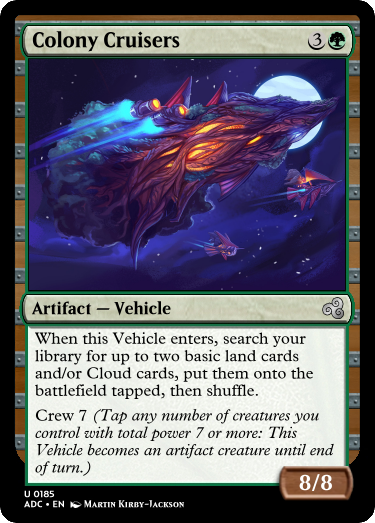 Colony Cruisers 3
Artifact — Vehicle
When this Vehicle enters, search your
library for up to two basic land cards
and/or Cloud cards, put them onto the
battlefield tapped, then shuffle.
Crew 7 (Tap any number of creatures you
control with total power 7 or more: This
Vehicle becomes an artifact creature until end
of turn.)
8/8
U 0185
ADC • EN Martin Kirby-Jackson